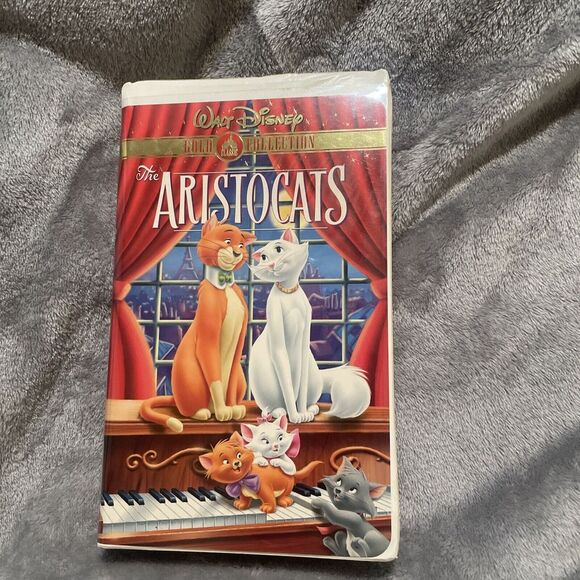 Walt Disney
GOLD COLLECTION
The
ARISTOCATS